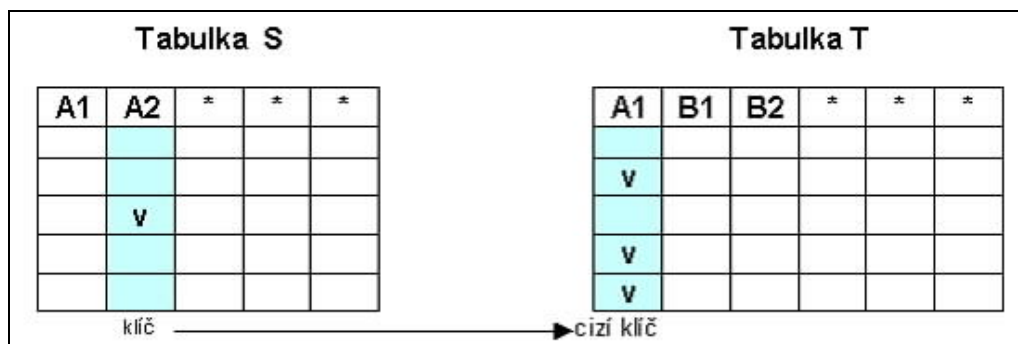 Tabulka S
Tabulka T
A1 A2 * * *
A1 B1 B2 * * *
v
v
v
v
klíč
cizí klíč